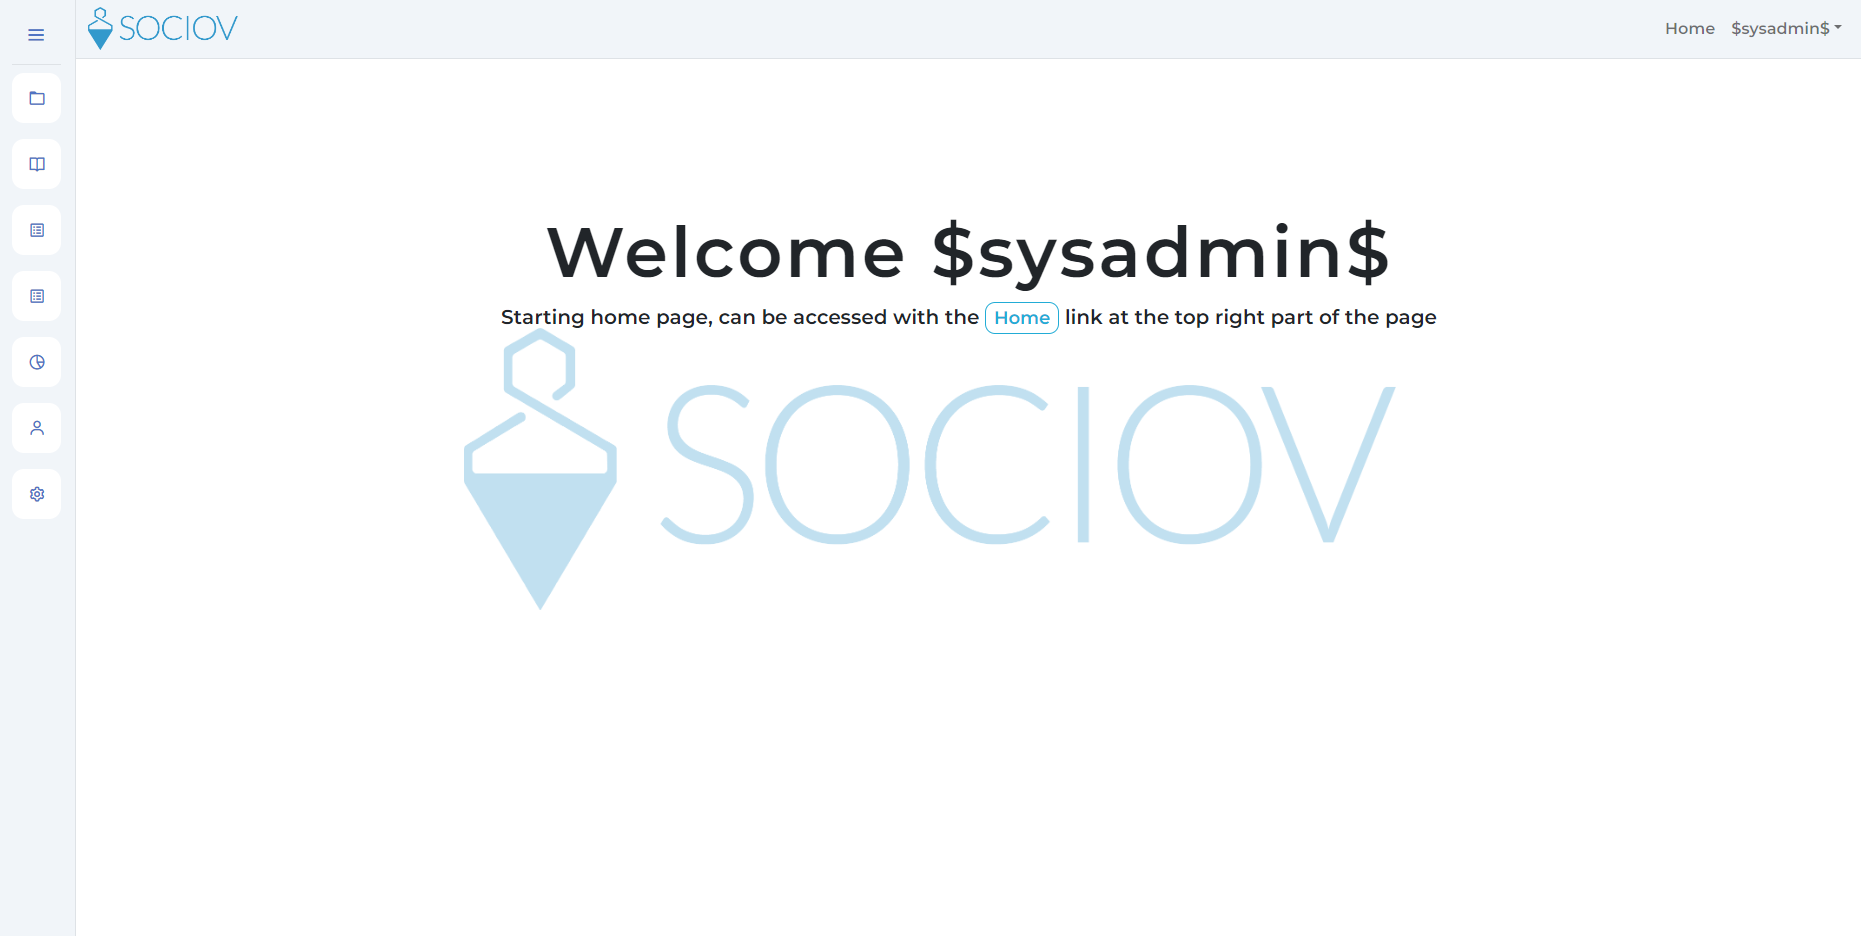 SOCIOV
Home $sysadmin$
Welcome $sysadmin$
Starting home page, can be accessed with the Home link at the top right part of the page
SOCIOV